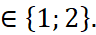 ∈ {1; 2}.